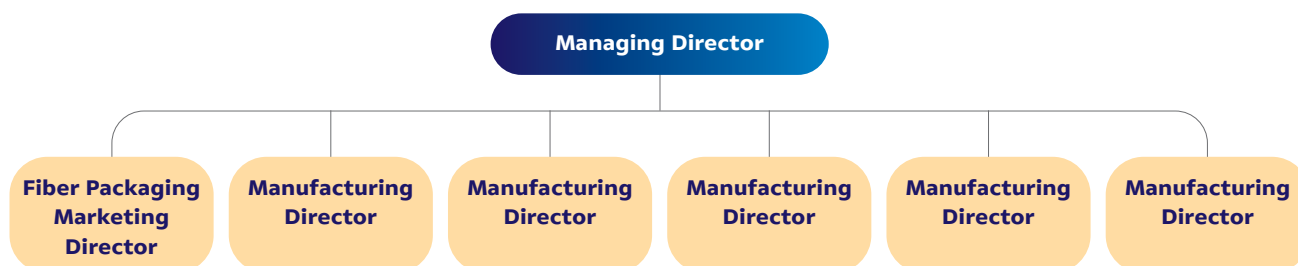 Managing Director
Fiber Packaging
Marketing
Director
Manufacturing
Director
Manufacturing
Director
Manufacturing
Director
Manufacturing
Director
Manufacturing
Director